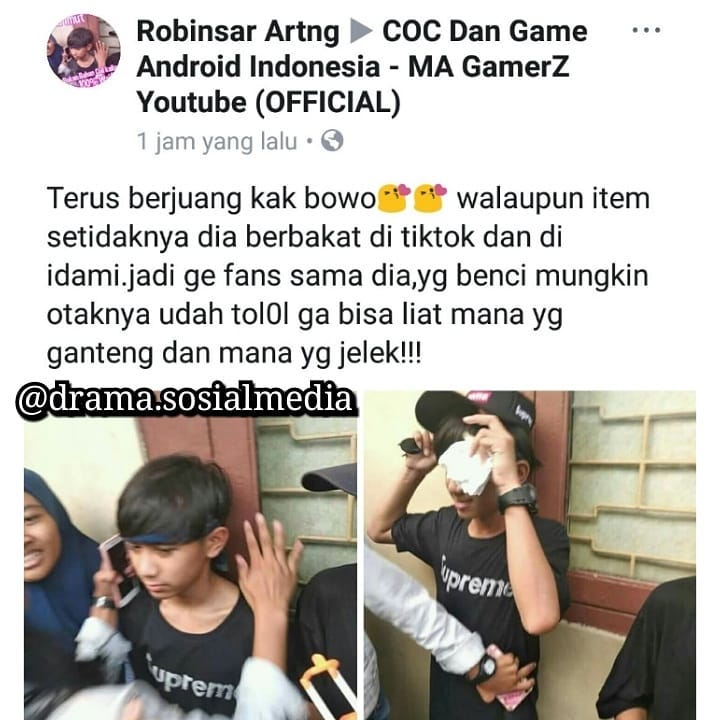 Robinsar Artng ▶ COC Dan Game
Android Indonesia - MA GamerZ
Youtube (OFFICIAL)
1 jam yang lalu •
Terus berjuang kak bowo😘😘 walaupun item
setidaknya dia berbakat di tiktok dan di
idami.jadi ge fans sama dia,yg benci mungkin
otaknya udah tol0l ga bisa liat mana yg
ganteng dan mana yg jelek!!!
@drama.sosialmedia
Supreme
upreme